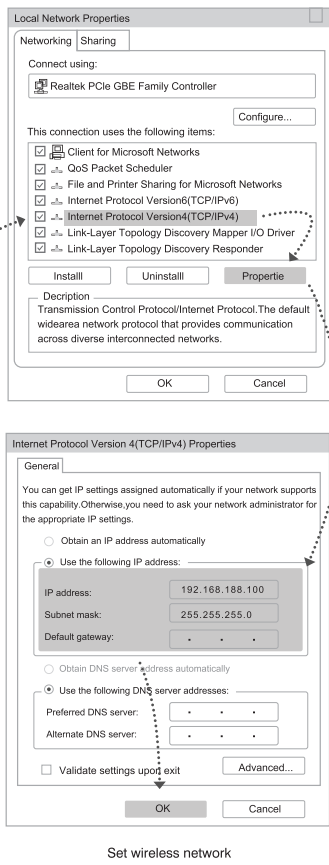 Local Network Properties
Networking
Sharing
Connect using:
Realtek PCle GBE Family Controller
Configure...
This connection uses the following items:
Client for Microsoft Networks
QoS Packet Scheduler
File and Printer Sharing for Microsoft Networks
Internet Protocol Version6(TCP/IPv6)
Internet Protocol Version4(TCP/IPv4)
Link-Layer Topology Discovery Mapper I/O Driver
Link-Layer Topology Discovery Responder
Installl
Uninstalll
Propertie
Decription
Transmission Control Protocol/Internet Protocol.The default
widearea network protocol that provides communication
across diverse interconnected networks.
OK
Cancel
Internet Protocol Version 4(TCP/IPv4) Properties
General
You can get IP settings assigned automatically if your network supports
this capability.Otherwise,you need to ask your network administrator for
the appropriate IP settings.
Obtain an IP address automatically
Use the following IP address:
IP address:
192.168.188.100
Subnet mask:
255.255.255.0
Default gateway:
. . .
Obtain DNS server address automatically
Use the following DNS server addresses:
Preferred DNS server:
. . .
Alternate DNS server:
. . .
Validate settings upon exit
Advanced...
OK
Cancel
Set wireless network